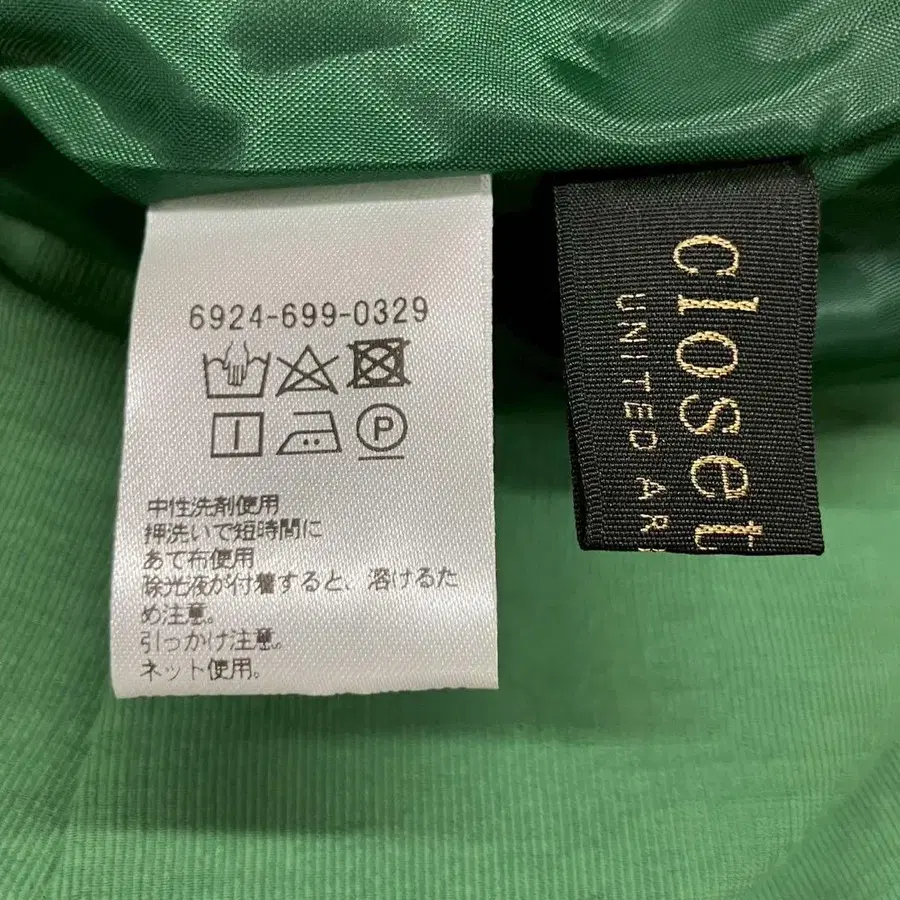 6924-699-0329
P
中性洗剤使用
押洗いで短時間に
あて布使用
除光液が付着すると、溶けるた
め注意。
引っかけ注意。
ネット使用。
closet
UNITED AR